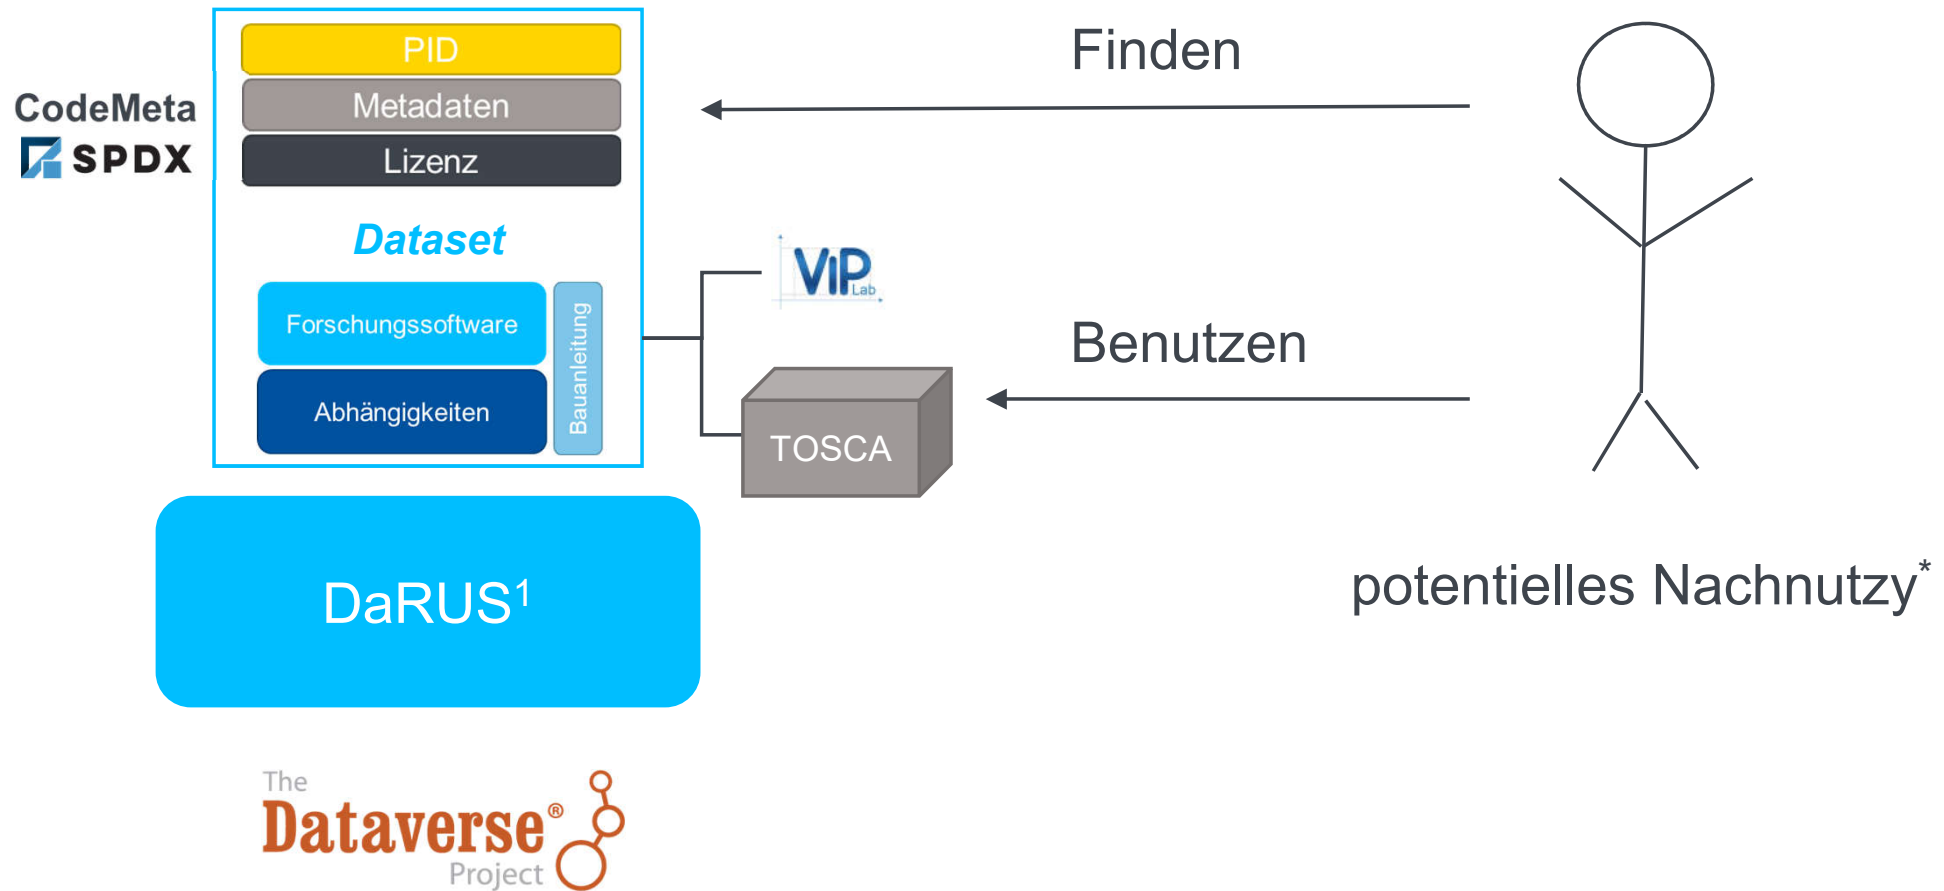 CodeMeta
SPDX
PID
Metadaten
Lizenz
Dataset
Forschungssoftware
Abhängigkeiten
Bauanleitung
ViP
Lab
TOSCA
Finden
Benutzen
potentielles Nachnutzy*
DaRUS¹
The
Dataverse®
Project